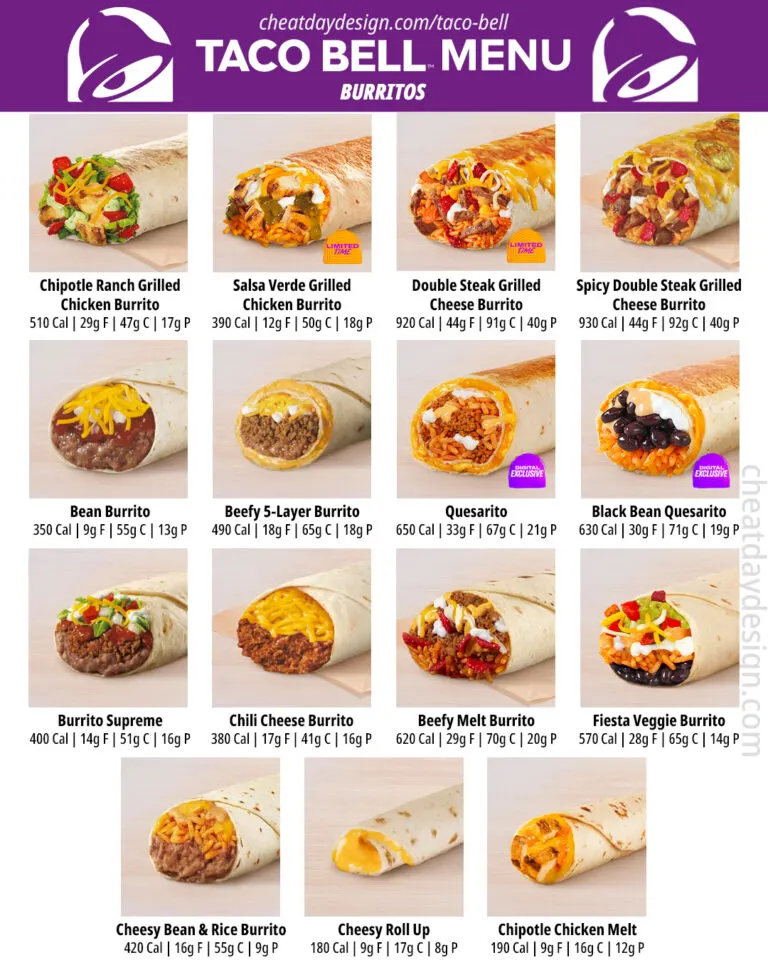 cheatdaydesign.com/taco-bell
TACO BELL™ MENU
BURRITOS
LIMITED
TIME
LIMITED
TIME
Chipotle Ranch Grilled
Chicken Burrito
510 Cal | 29g F | 47g C | 17g P
Salsa Verde Grilled
Chicken Burrito
390 Cal | 12g F | 50g C | 18g P
Double Steak Grilled
Cheese Burrito
920 Cal | 44g F | 91g C | 40g P
Spicy Double Steak Grilled
Cheese Burrito
930 Cal | 44g F | 92g C | 40g P
DIGITAL
EXCLUSIVE
DIGITAL
EXCLUSIVE
Bean Burrito
350 Cal | 9g F | 55g C | 13g P
Beefy 5-Layer Burrito
490 Cal | 18g F | 65g C | 18g P
Quesarito
650 Cal | 33g F | 67g C | 21g P
Black Bean Quesarito
630 Cal | 30g F | 71g C | 19g P
Burrito Supreme
400 Cal | 14g F | 51g C | 16g P
Chili Cheese Burrito
380 Cal | 17g F | 41g C | 16g P
Beefy Melt Burrito
620 Cal | 29g F | 70g C | 20g P
Fiesta Veggie Burrito
570 Cal | 28g F | 65g C | 14g P
Cheesy Bean & Rice Burrito
420 Cal | 16g F | 55g C | 9g P
Cheesy Roll Up
180 Cal | 9g F | 17g C | 8g P
Chipotle Chicken Melt
190 Cal | 9g F | 16g C | 12g P
cheatdaydesign.com